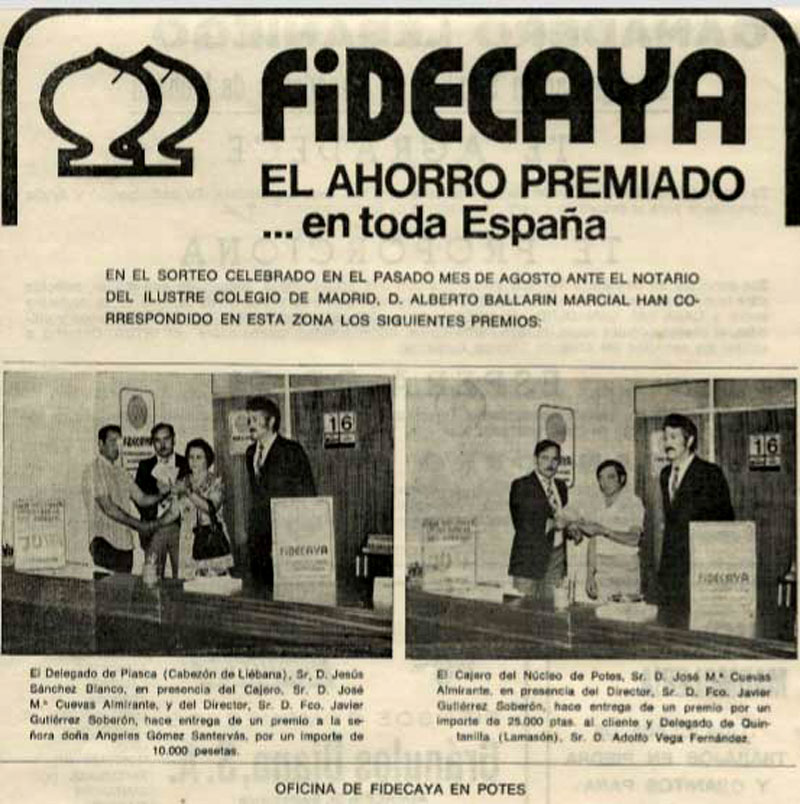 FiDECAYA
EL AHORRO PREMIADO
... en toda España
EN EL SORTEO CELEBRADO EN EL PASADO MES DE AGOSTO ANTE EL NOTARIO
DEL ILUSTRE COLEGIO DE MADRID, D. ALBERTO BALLARIN MARCIAL HAN CO-
RRESPONDIDO EN ESTA ZONA LOS SIGUIENTES PREMIOS:
FiDECAYA
16
FiDECAYA
16
FiDECAYA
El Delegado de Piasca (Cabezón de Liébana), Sr. D. Jesús
Sánchez Blanco, en presencia del Cajero, Sr. D. José
M.ª Cuevas Almirante, y del Director, Sr. D. Fco. Javier
Gutiérrez Soberón, hace entrega de un premio a la se-
ñora doña Angeles Gómez Santervás, por un importe de
10.000 pesetas.
El Cajero del Núcleo de Potes, Sr. D. José M.ª Cuevas
Almirante, en presencia del Director, Sr. D. Fco. Javier
Gutiérrez Soberón, hace entrega de un premio por un
importe de 25.000 ptas. al cliente y Delegado de Quin-
tanilla (Lamasón), Sr. D. Adolfo Vega Fernández.
OFICINA DE FIDECAYA EN POTES